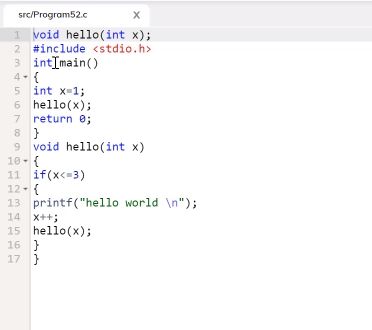 src/Program52.c X
1 void hello(int x);
2 #include <stdio.h>
3 int main()
4 {
5 int x=1;
6 hello(x);
7 return 0;
8 }
9 void hello(int x)
10 {
11 if(x<=3)
12 {
13 printf("hello world \n");
14 x++;
15 hello(x);
16 }
17 }